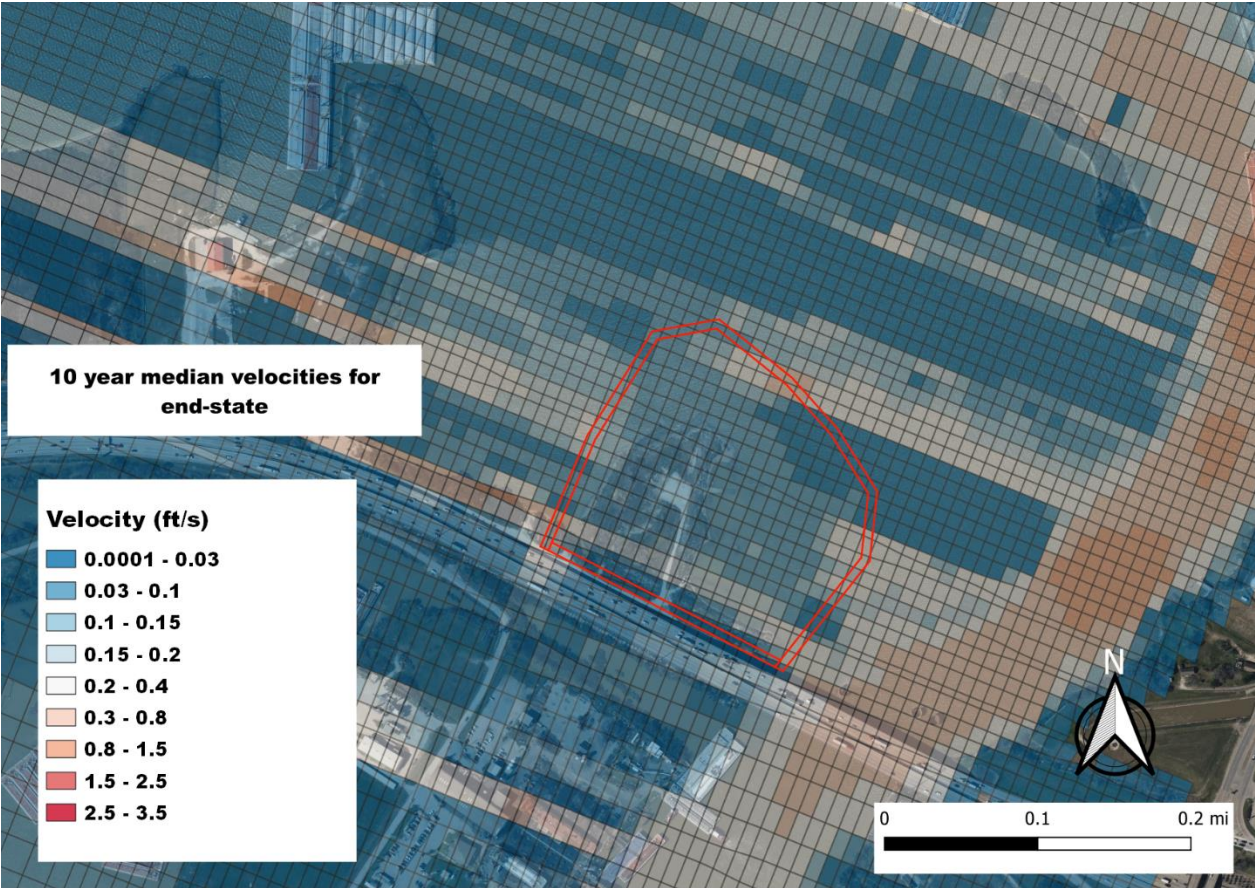 10 year median velocities for
end-state
Velocity (ft/s)
0.0001 - 0.03
0.03 - 0.1
0.1 - 0.15
0.15 - 0.2
0.2 - 0.4
0.3 - 0.8
0.8 - 1.5
1.5 - 2.5
2.5 - 3.5
N
0 0.1 0.2 mi